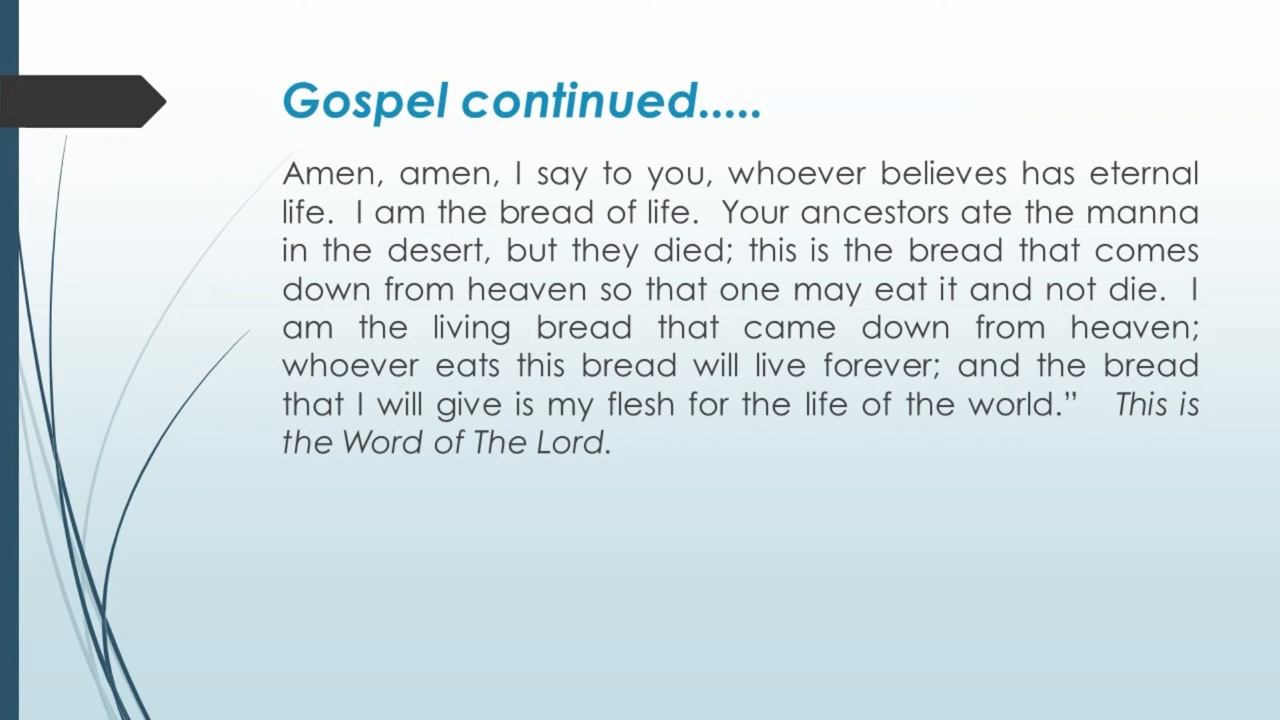 Gospel continued.....
Amen, amen, I say to you, whoever believes has eternal
life. I am the bread of life. Your ancestors ate the manna
in the desert, but they died; this is the bread that comes
down from heaven so that one may eat it and not die. I
am the living bread that came down from heaven;
whoever eats this bread will live forever; and the bread
that I will give is my flesh for the life of the world.” This is
the Word of The Lord.